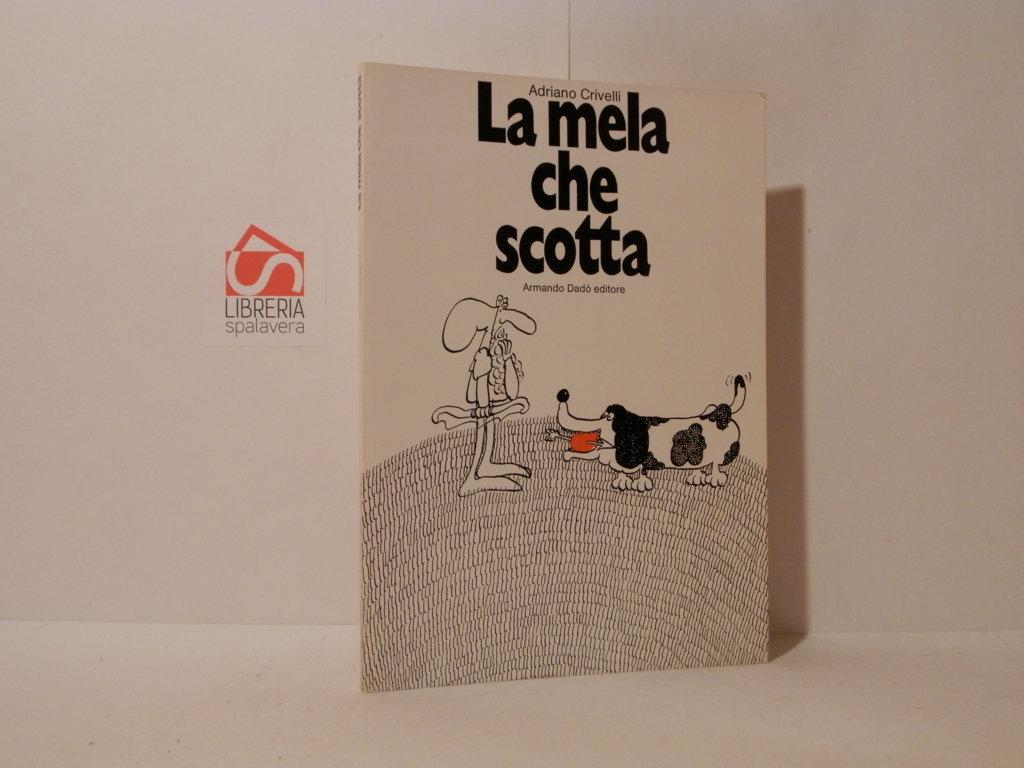 Adriano Crivelli
La mela
che
scotta
Armando Dadò editore
LIBRERIA
spalavera